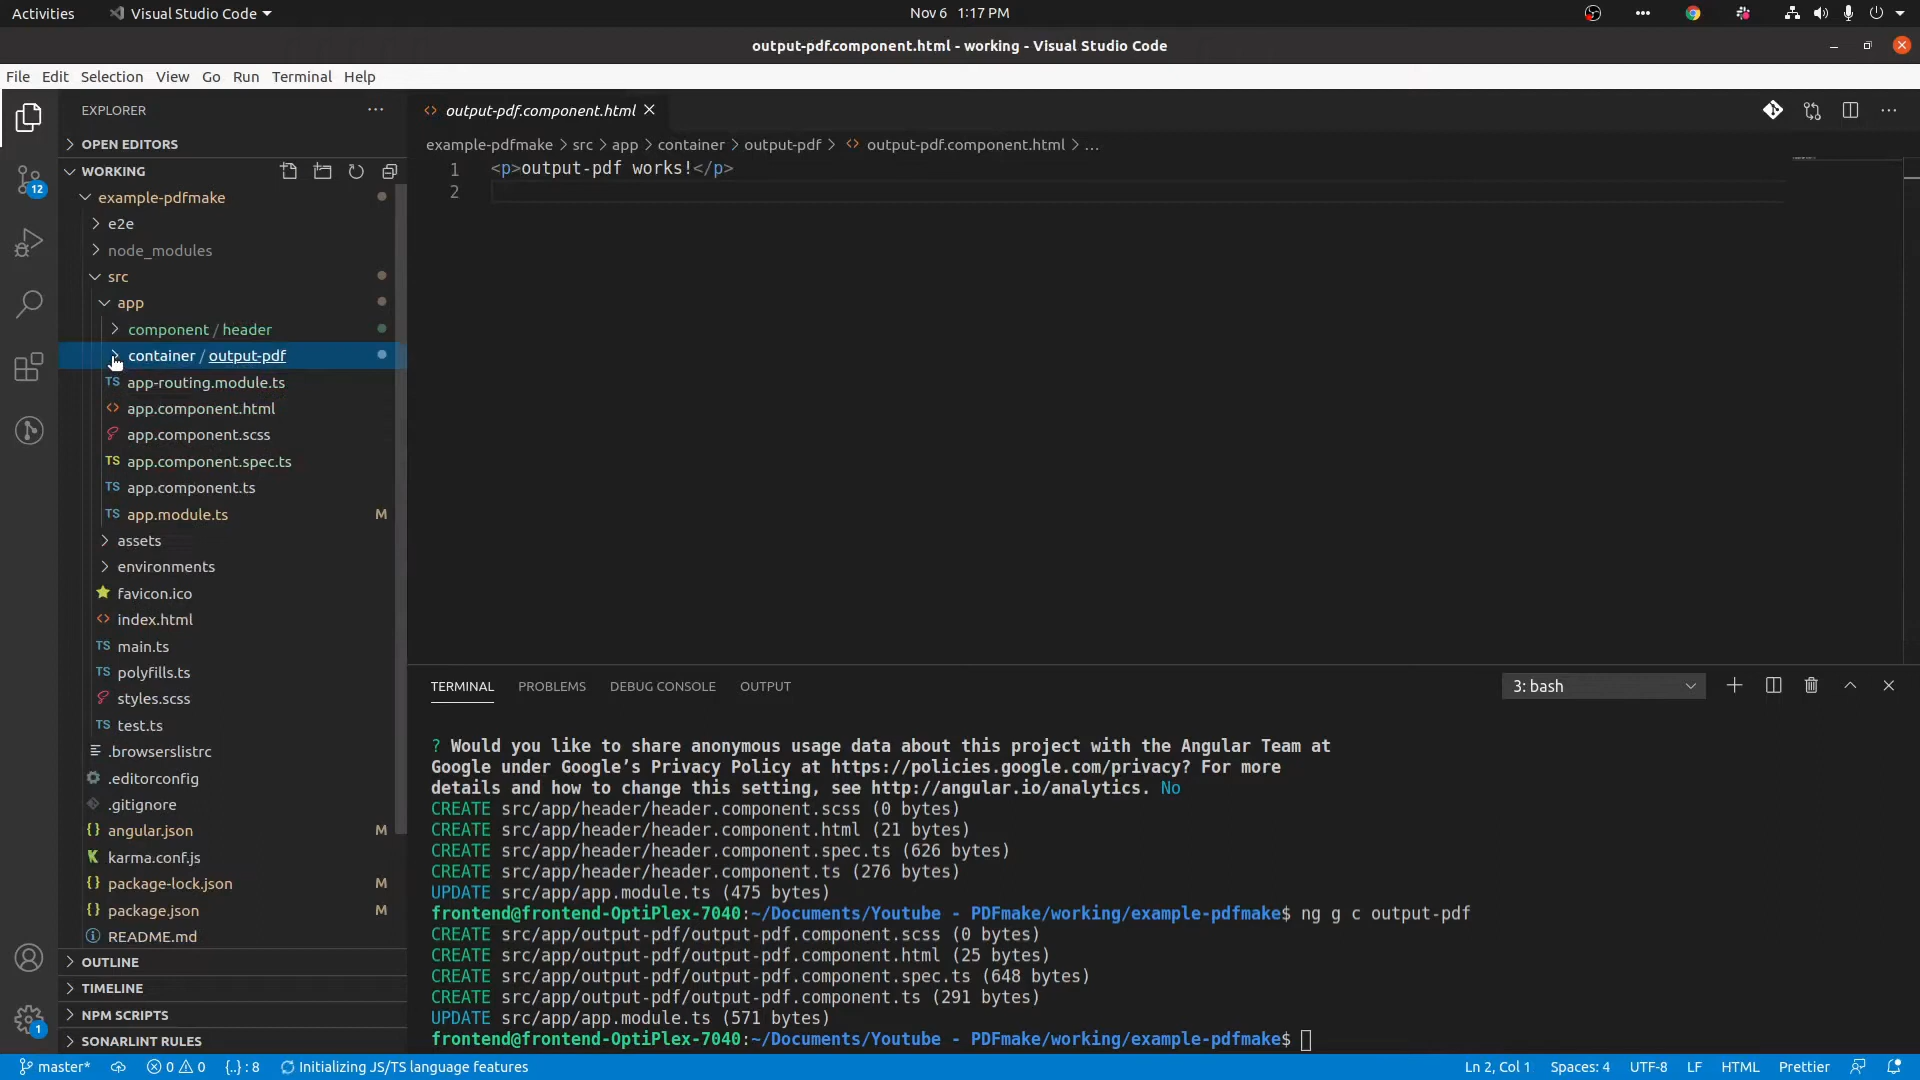 Activities
Visual Studio Code
Nov 6 1:17 PM
output-pdf.component.html - working - Visual Studio Code
File Edit Selection View Go Run Terminal Help
EXPLORER
OPEN EDITORS
WORKING
example-pdfmake
e2e
node_modules
src
app
component / header
container / output-pdf
TS app-routing.module.ts
<> app.component.html
app.component.scss
TS app.component.spec.ts
TS app.component.ts
TS app.module.ts M
assets
environments
favicon.ico
<> index.html
TS main.ts
TS polyfills.ts
styles.scss
TS test.ts
.browserslistrc
.editorconfig
.gitignore
{} angular.json M
K karma.conf.js
{} package-lock.json M
{} package.json M
README.md
OUTLINE
TIMELINE
NPM SCRIPTS
SONARLINT RULES
12
1
<> output-pdf.component.html
example-pdfmake > src > app > container > output-pdf > <> output-pdf.component.html > ...
1 <p>output-pdf works!</p>
2
TERMINAL PROBLEMS DEBUG CONSOLE OUTPUT
3: bash
? Would you like to share anonymous usage data about this project with the Angular Team at
Google under Google’s Privacy Policy at https://policies.google.com/privacy? For more
details and how to change this setting, see http://angular.io/analytics. No
CREATE src/app/header/header.component.scss (0 bytes)
CREATE src/app/header/header.component.html (21 bytes)
CREATE src/app/header/header.component.spec.ts (626 bytes)
CREATE src/app/header/header.component.ts (276 bytes)
UPDATE src/app/app.module.ts (475 bytes)
frontend@frontend-OptiPlex-7040:~/Documents/Youtube - PDFmake/working/example-pdfmake$ ng g c output-pdf
CREATE src/app/output-pdf/output-pdf.component.scss (0 bytes)
CREATE src/app/output-pdf/output-pdf.component.html (25 bytes)
CREATE src/app/output-pdf/output-pdf.component.spec.ts (648 bytes)
CREATE src/app/output-pdf/output-pdf.component.ts (291 bytes)
UPDATE src/app/app.module.ts (571 bytes)
frontend@frontend-OptiPlex-7040:~/Documents/Youtube - PDFmake/working/example-pdfmake$
master* 0 0 {..} : 8 Initializing JS/TS language features
Ln 2, Col 1 Spaces: 4 UTF-8 LF HTML Prettier